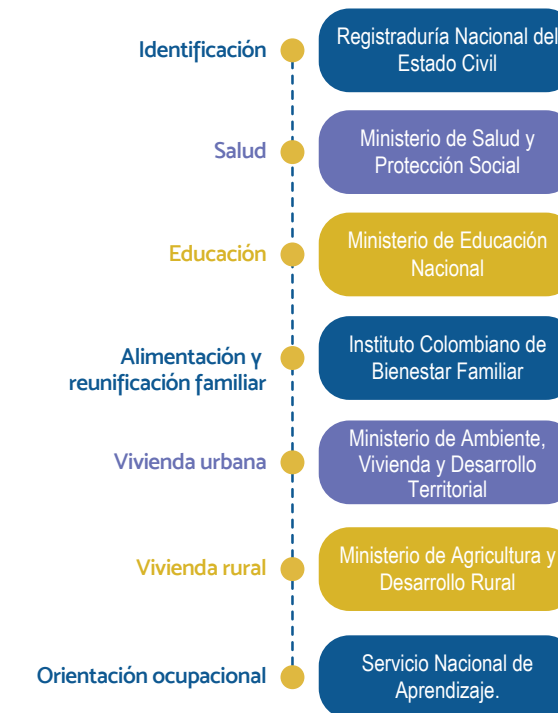 Identificación
Registraduría Nacional del
Estado Civil
Salud
Ministerio de Salud y
Protección Social
Educación
Ministerio de Educación
Nacional
Alimentación y
reunificación familiar
Instituto Colombiano de
Bienestar Familiar
Vivienda urbana
Ministerio de Ambiente,
Vivienda y Desarrollo
Territorial
Vivienda rural
Ministerio de Agricultura y
Desarrollo Rural
Orientación ocupacional
Servicio Nacional de
Aprendizaje.